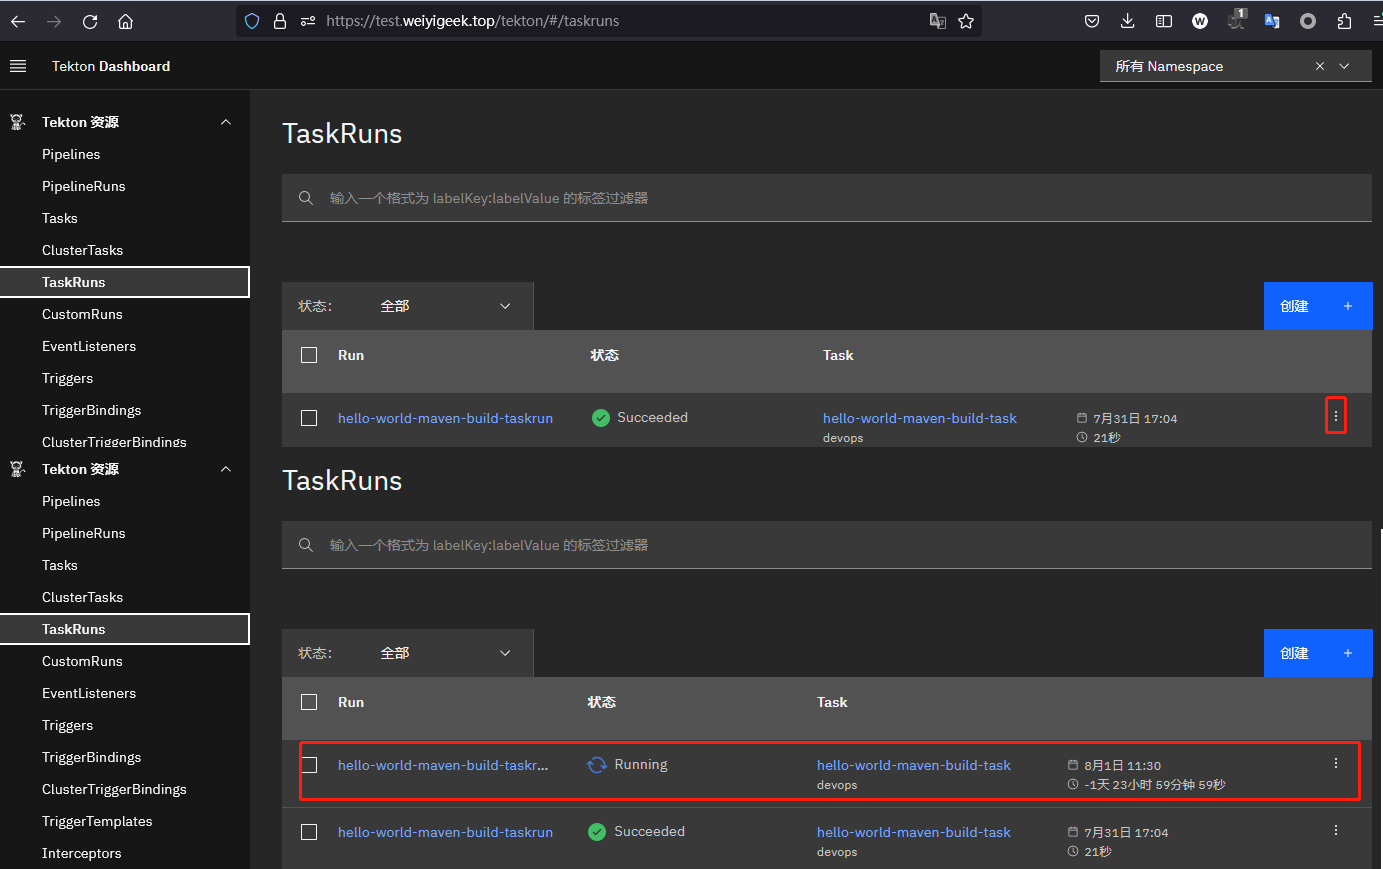 https://test.weiyigeek.top/tekton/#/taskruns
1
Tekton Dashboard
所有 Namespace
Tekton 资源
Pipelines
PipelineRuns
Tasks
ClusterTasks
TaskRuns
CustomRuns
EventListeners
Triggers
TriggerBindings
ClusterTriggerBindings
TaskRuns
输入一个格式为 labelKey:labelValue 的标签过滤器
状态: 全部
创建 +
Run 状态 Task
hello-world-maven-build-taskrun Succeeded hello-world-maven-build-task 7月31日 17:04
devops 21秒
Tekton 资源
Pipelines
PipelineRuns
Tasks
ClusterTasks
TaskRuns
CustomRuns
EventListeners
Triggers
TriggerBindings
ClusterTriggerBindings
TriggerTemplates
Interceptors
TaskRuns
输入一个格式为 labelKey:labelValue 的标签过滤器
状态: 全部
创建 +
Run 状态 Task
hello-world-maven-build-taskr... Running hello-world-maven-build-task 8月1日 11:30
devops -1天 23小时 59分钟 59秒
hello-world-maven-build-taskrun Succeeded hello-world-maven-build-task 7月31日 17:04
devops 21秒